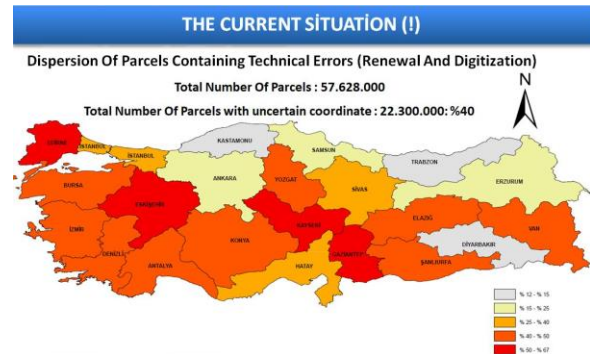 THE CURRENT SİTUATİON (!)
Dispersion Of Parcels Containing Technical Errors (Renewal And Digitization)
Total Number Of Parcels : 57.628.000
N
Total Number Of Parcels with uncertain coordinate : 22.300.000: %40
EDİRNE
İSTANBUL
İSTANBUL
KASTAMONU
SAMSUN
TRABZON
BURSA
ANKARA
YOZGAT
SİVAS
ERZURUM
ESKİŞEHİR
İZMİR
KONYA
KAYSERİ
ELAZIĞ
VAN
DENİZLİ
ANTALYA
HATAY
GAZİANTEP
DİYARBAKIR
ŞANLIURFA
% 12 - % 15
% 15 - % 25
% 25 - % 40
% 40 - % 50
% 50 - % 67